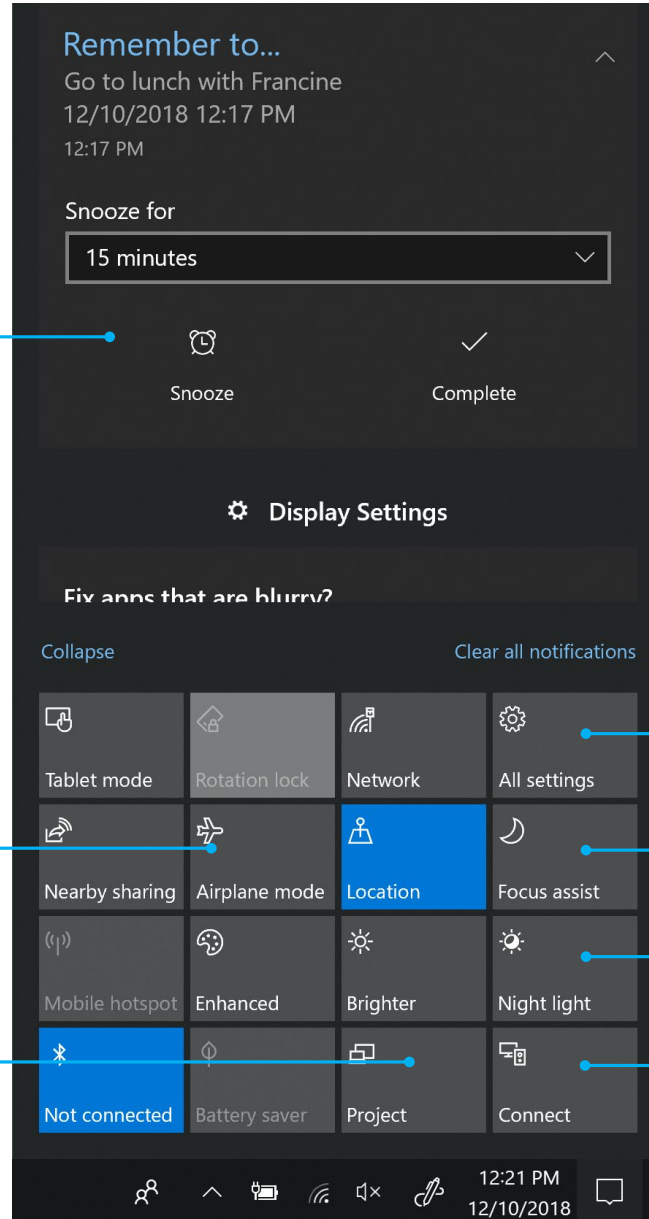 Remember to...
Go to lunch with Francine
12/10/2018 12:17 PM
12:17 PM
Snooze for
15 minutes
Snooze Complete
Display Settings
Fix apps that are blurry?
Collapse Clear all notifications
Tablet mode Rotation lock Network All settings
Nearby sharing Airplane mode Location Focus assist
Mobile hotspot Enhanced Brighter Night light
Not connected Battery saver Project Connect
12:21 PM
12/10/2018